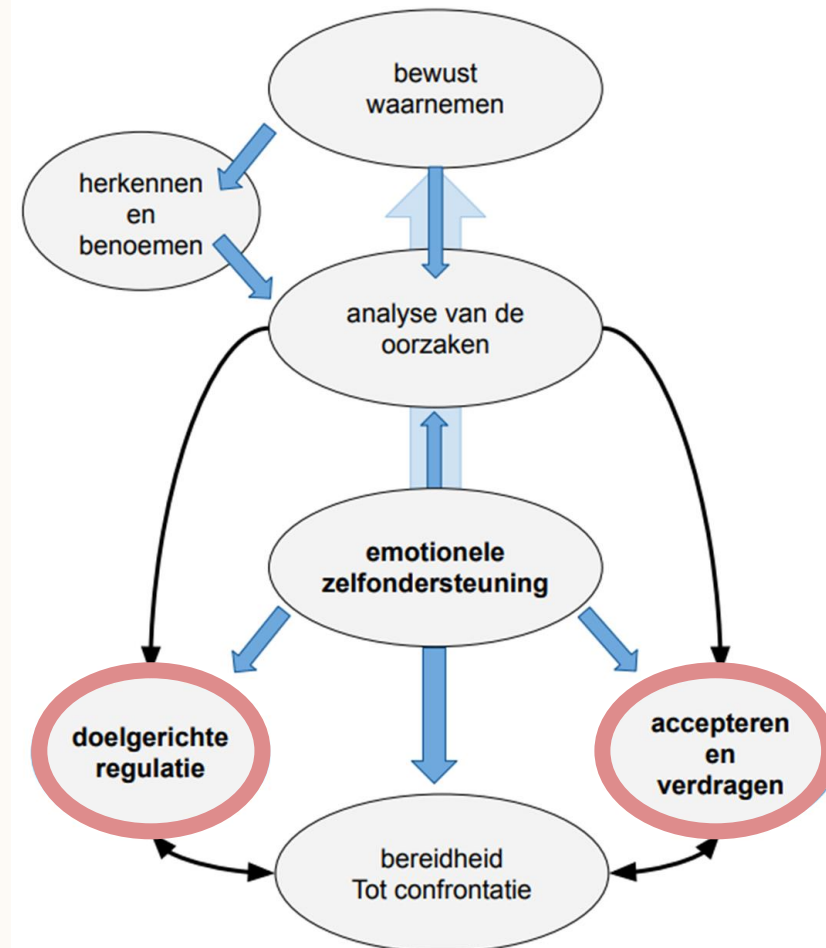 bewust
waarnemen
herkennen
en
benoemen
analyse van de
oorzaken
emotionele
zelfondersteuning
doelgerichte
regulatie
accepteren
en
verdragen
bereidheid
Tot confrontatie